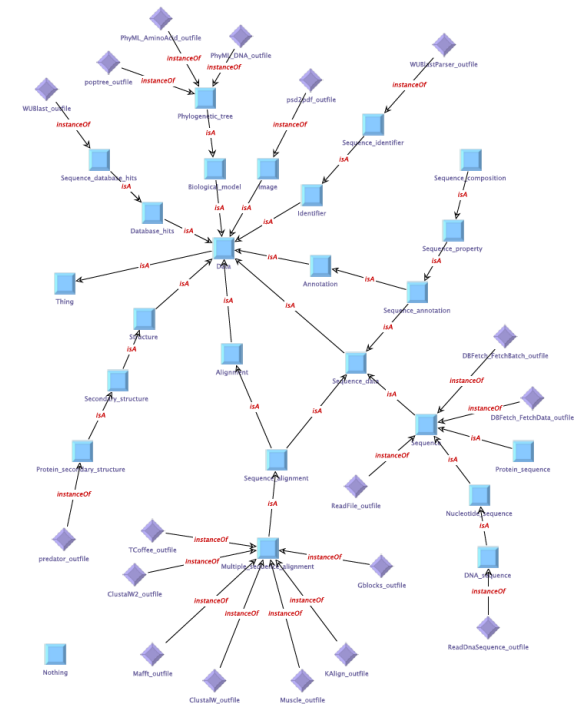 PhyML_AminoAcid_outfile
PhyML_DNA_outfile
WUBlastParser_outfile
instanceOf
instanceOf
poptree_outfile
instanceOf
psd2pdf_outfile
instanceOf
WUBlast_outfile
Phylogenetic_tree
instanceOf
instanceOf
isA
Sequence_identifier
Sequence_database_hits
Biological_model
Image
isA
Sequence_composition
isA
isA
isA
isA
Identifier
Database_hits
isA
isA
Sequence_property
Data
isA
isA
Annotation
isA
Thing
isA
isA
isA
Sequence_annotation
Structure
isA
DBFetch_FetchBatch_outfile
isA
Alignment
Sequence_data
instanceOf
Secondary_structure
isA
instanceOf
DBFetch_FetchData_outfile
isA
isA
isA
Sequence
isA
Protein_sequence
Protein_secondary_structure
instanceOf
isA
Sequence_alignment
ReadFile_outfile
instanceOf
isA
Nucleotide_sequence
isA
TCoffee_outfile
instanceOf
predator_outfile
instanceOf
instanceOf
Multiple_sequence_alignment
DNA_sequence
ClustalW2_outfile
Gblocks_outfile
instanceOf
instanceOf
instanceOf
instanceOf
instanceOf
ReadDnaSequence_outfile
Nothing
Mafft_outfile
KAlign_outfile
ClustalW_outfile
Muscle_outfile